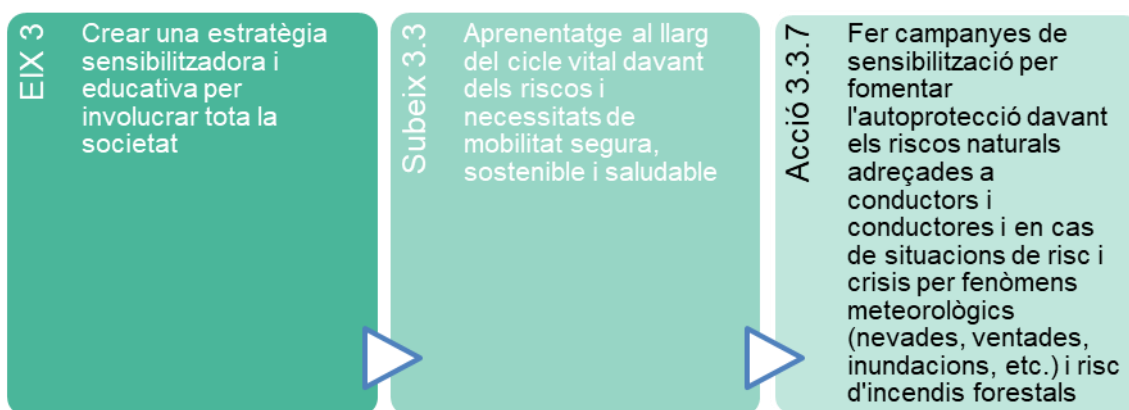 EIX 3
Crear una estratègia
sensibilitzadora i
educativa per
involucrar tota la
societat
Subeix 3.3
Aprenentatge al llarg
del cicle vital davant
dels riscos i
necessitats de
mobilitat segura,
sostenible i saludable
Acció 3.3.7
Fer campanyes de
sensibilització per
fomentar
l'autoprotecció davant
els riscos naturals
adreçades a
conductors i
conductores i en cas
de situacions de risc i
crisis per fenòmens
meteorològics
(nevades, ventades,
inundacions, etc.) i risc
d'incendis forestals